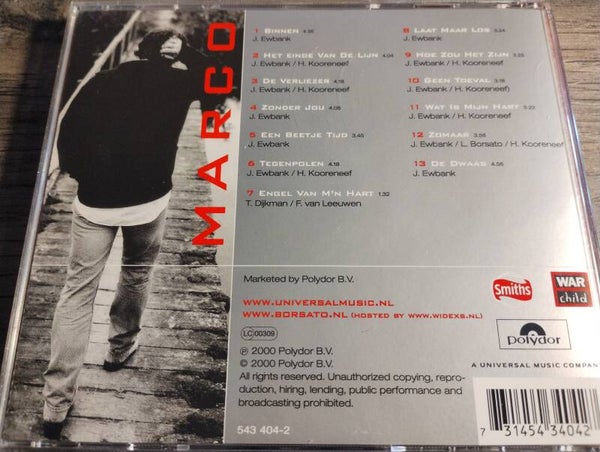 MARCO
1 BINNEN 4:36
J. Ewbank
2 HET EINDE VAN DE LIJN 4:04
J. Ewbank / H. Kooreneef
3 DE VERLIEZER 4:18
J. Ewbank / H. Kooreneef
4 ZONDER JOU 4:08
J. Ewbank
5 EEN BEETJE TIJD 3:45
J. Ewbank
6 TEGENPOLEN 4:18
J. Ewbank / H. Kooreneef
7 ENGEL VAN M'N HART 1:32
T. Dijkman / F. van Leeuwen
8 LAAT MAAR LOS 5:24
J. Ewbank
9 HOE ZOU HET ZIJN 3:25
J. Ewbank / H. Kooreneef
10 GEEN TOEVAL 3:18
J. Ewbank / H. Kooreneef)
11 WAT IS MIJN HART 5:22
J. Ewbank / H. Kooreneef
12 ZOMAAR 3:56
J. Ewbank / L. Borsato / H. Kooreneef
13 DE DWAAS 4:55
J. Ewbank
Marketed by Polydor B.V.
WWW.UNIVERSALMUSIC.NL
WWW.BORSATO.NL (HOSTED BY WWW.WIDEXS.NL)
LC 00309
℗ 2000 Polydor B.V.
© 2000 Polydor B.V.
All rights reserved. Unauthorized copying, repro-
duction, hiring, lending, public performance and
broadcasting prohibited.
543 404-2
Smiths
WAR
child
polydor
A UNIVERSAL MUSIC COMPAN
7 31454 34042